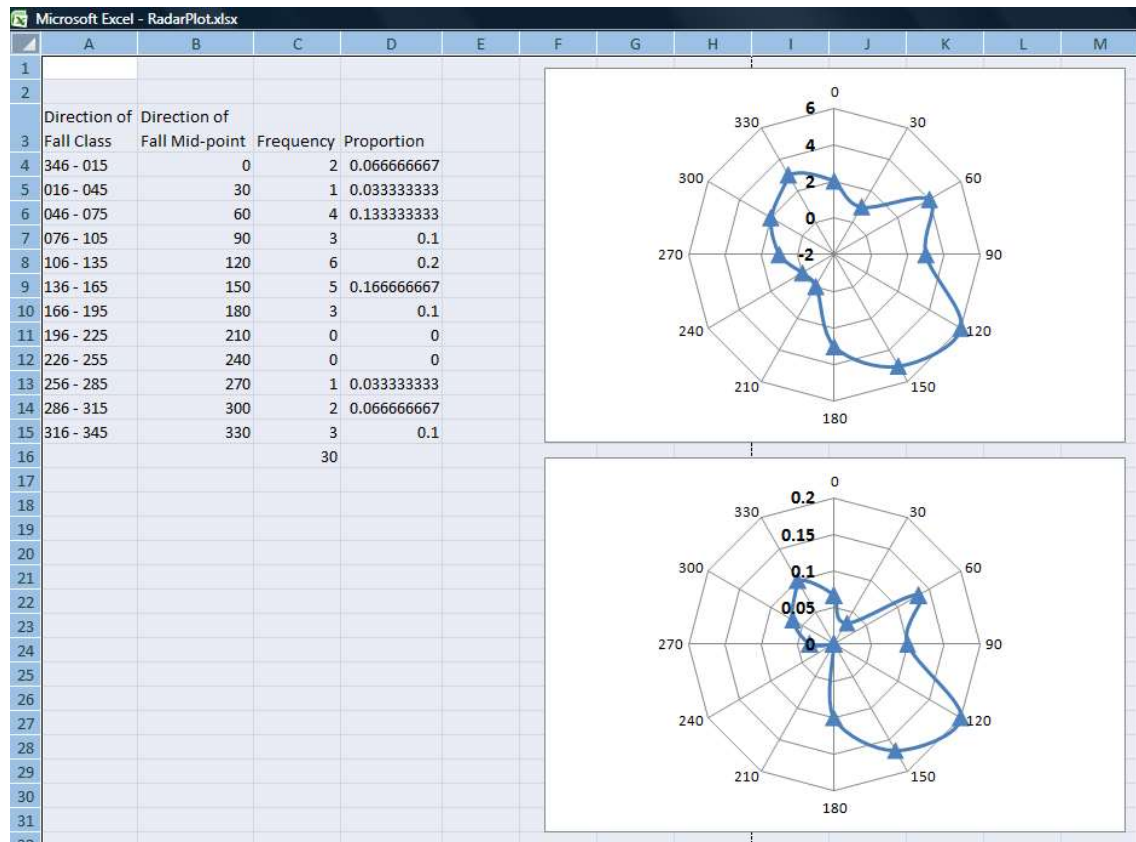 Microsoft Excel - RadarPlot.xlsx
A B C D E F G H I J K L M
1
2
Direction of Direction of
3 Fall Class Fall Mid-point Frequency Proportion
4 346 - 015 0 2 0.066666667
5 016 - 045 30 1 0.033333333
6 046 - 075 60 4 0.133333333
7 076 - 105 90 3 0.1
8 106 - 135 120 6 0.2
9 136 - 165 150 5 0.166666667
10 166 - 195 180 3 0.1
11 196 - 225 210 0 0
12 226 - 255 240 0 0
13 256 - 285 270 1 0.033333333
14 286 - 315 300 2 0.066666667
15 316 - 345 330 3 0.1
16 30
17
18
19
20
21
22
23
24
25
26
27
28
29
30
31
0
6
330 30
4
300 2 60
0
270 -2 90
240 120
210 150
180
0
0.2
330 30
0.15
300 0.1 60
0.05
270 0 90
240 120
210 150
180